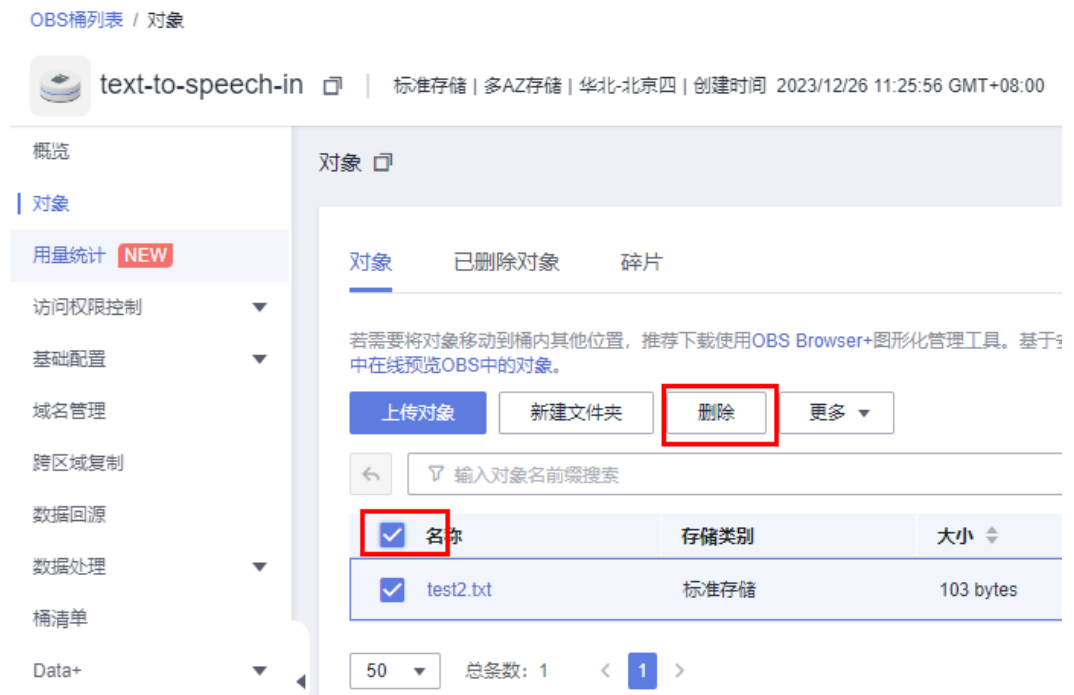 OBS桶列表 / 对象
text-to-speech-in | 标准存储 | 多AZ存储 | 华北-北京四 | 创建时间 2023/12/26 11:25:56 GMT+08:00
概览
对象
对象
用量统计 NEW
对象 已删除对象 碎片
访问权限控制
若需要将对象移动到桶内其他位置，推荐下载使用OBS Browser+图形化管理工具。基于
基础配置
中在线预览OBS中的对象。
域名管理
上传对象 新建文件夹 删除 更多
跨区域复制
输入对象名前缀搜索
数据回源
名称 存储类别 大小
数据处理
test2.txt 标准存储 103 bytes
桶清单
Data+
50 总条数：1 < 1 >